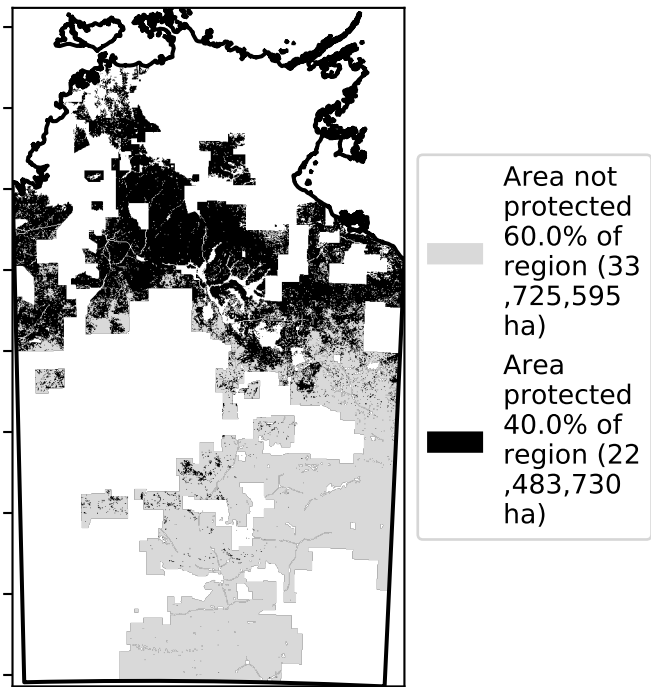 Area not
protected
60.0% of
region (33
,725,595
ha)
Area
protected
40.0% of
region (22
,483,730
ha)